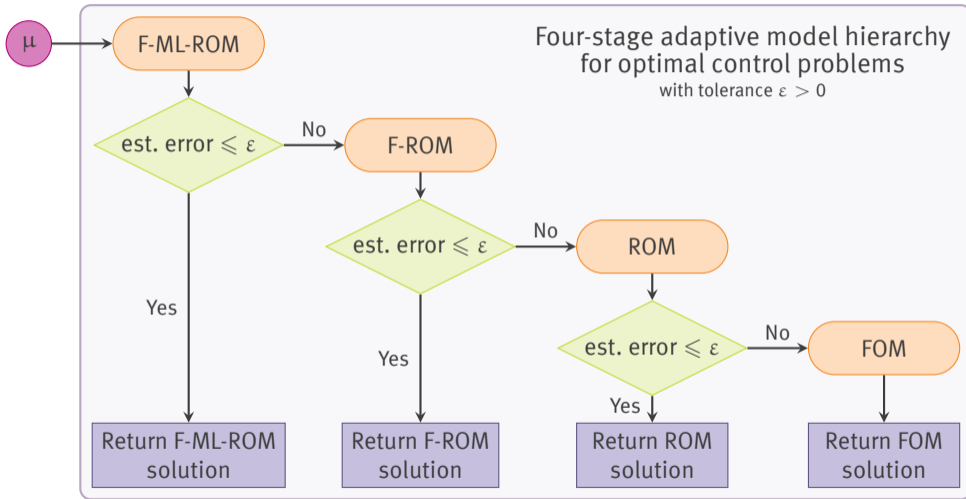 μ
F-ML-ROM
Four-stage adaptive model hierarchy
for optimal control problems
with tolerance ε > 0
est. error ⩽ ε
No
F-ROM
est. error ⩽ ε
No
ROM
Yes
est. error ⩽ ε
No
FOM
Yes
Yes
Return F-ML-ROM
solution
Return F-ROM
solution
Return ROM
solution
Return FOM
solution